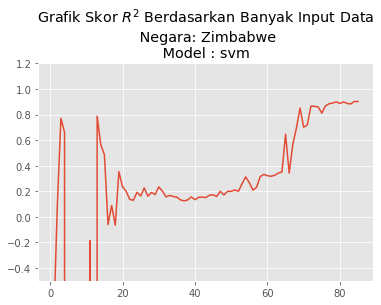 Grafik Skor R² Berdasarkan Banyak Input Data
Negara: Zimbabwe
Model : svm
1.2
1.0
0.8
0.6
0.4
0.2
0.0
−0.2
−0.4
0 20 40 60 80